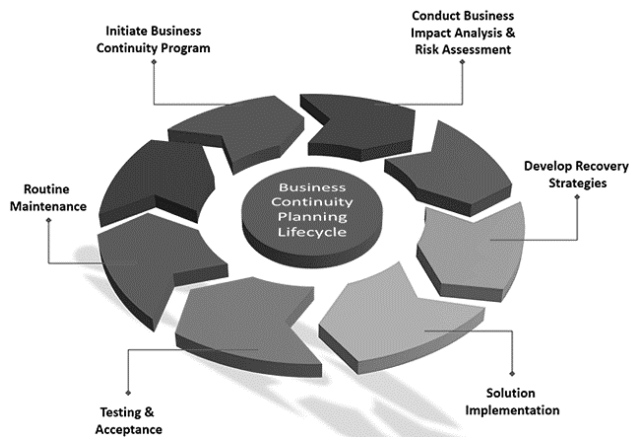 Initiate Business
Continuity Program
Conduct Business
Impact Analysis &
Risk Assessment
Develop Recovery
Strategies
Solution
Implementation
Testing &
Acceptance
Routine
Maintenance
Business
Continuity
Planning
Lifecycle